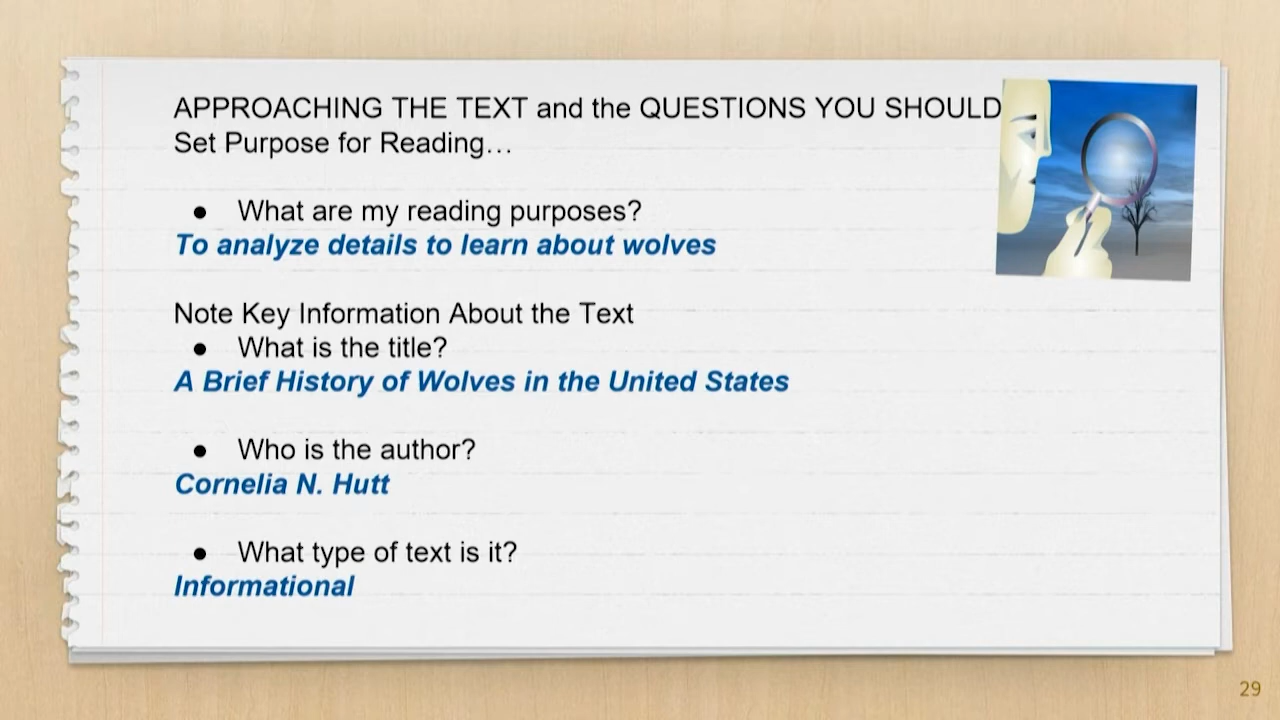 APPROACHING THE TEXT and the QUESTIONS YOU SHOULD
Set Purpose for Reading…
● What are my reading purposes?
To analyze details to learn about wolves
Note Key Information About the Text
● What is the title?
A Brief History of Wolves in the United States
● Who is the author?
Cornelia N. Hutt
● What type of text is it?
Informational
29